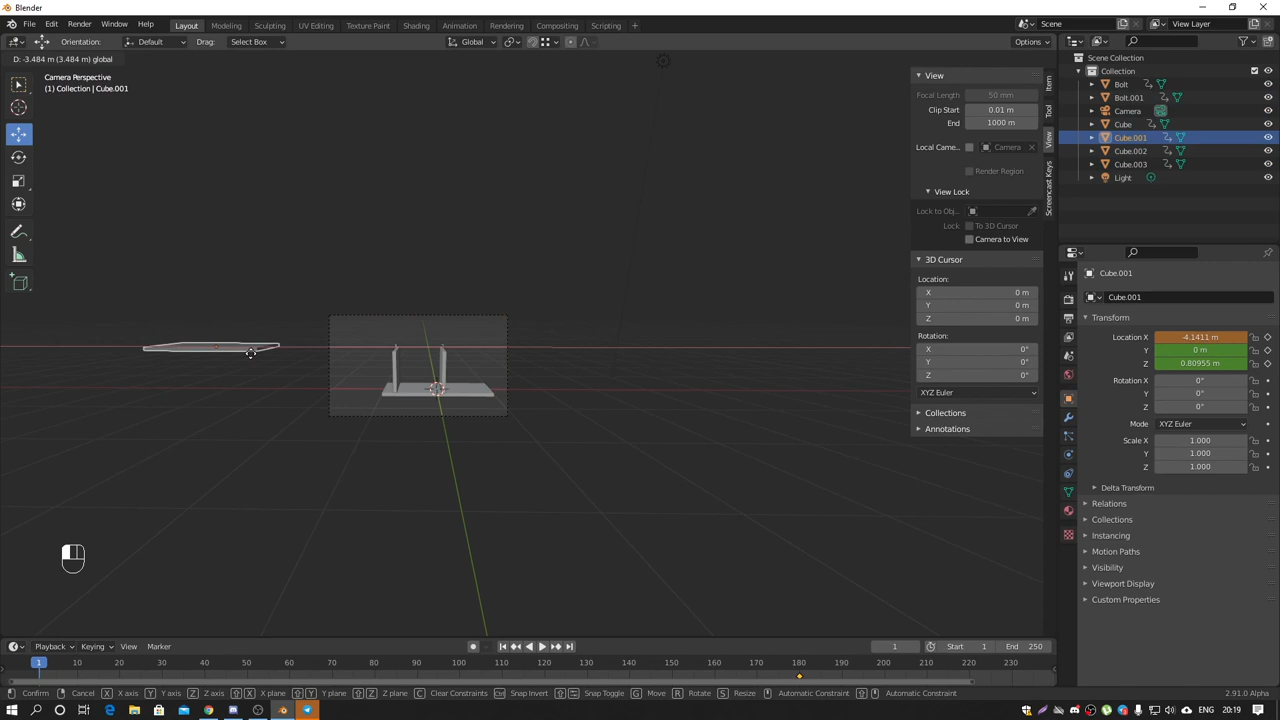 Blender
File Edit Render Window Help Layout Modeling Sculpting UV Editing Texture Paint Shading Animation Rendering Compositing Scripting + Scene View Layer
Orientation: Default Drag: Select Box Global Options
D: -3.484 m (3.484 m) global
Camera Perspective
(1) Collection | Cube.001
View
Focal Length 50 mm
Clip Start 0.01 m
End 1000 m
Local Came... Camera
Render Region
View Lock
Lock to Obj...
Lock To 3D Cursor
Camera to View
3D Cursor
Location:
X 0 m
Y 0 m
Z 0 m
Rotation:
X 0°
Y 0°
Z 0°
XYZ Euler
Collections
Annotations
Item
Tool
View
Screencast Keys
Scene Collection
Collection
Bolt
Bolt.001
Camera
Cube
Cube.001
Cube.002
Cube.003
Light
Cube.001
Cube.001
Transform
Location X -4.1411 m
Y 0 m
Z 0.80955 m
Rotation X 0°
Y 0°
Z 0°
Mode XYZ Euler
Scale X 1.000
Y 1.000
Z 1.000
Delta Transform
Relations
Collections
Instancing
Motion Paths
Visibility
Viewport Display
Custom Properties
Playback Keying View Marker 1 Start 1 End 250
1 10 20 30 40 50 60 70 80 90 100 110 120 130 140 150 160 170 180 190 200 210 220 230
Confirm Cancel X X axis Y Y axis Z Z axis X X plane Y Y plane Z Z plane C Clear Constraints Snap Invert Snap Toggle G Move R Rotate S Resize Automatic Constraint Automatic Constraint 2.91.0 Alpha
ENG 20:19